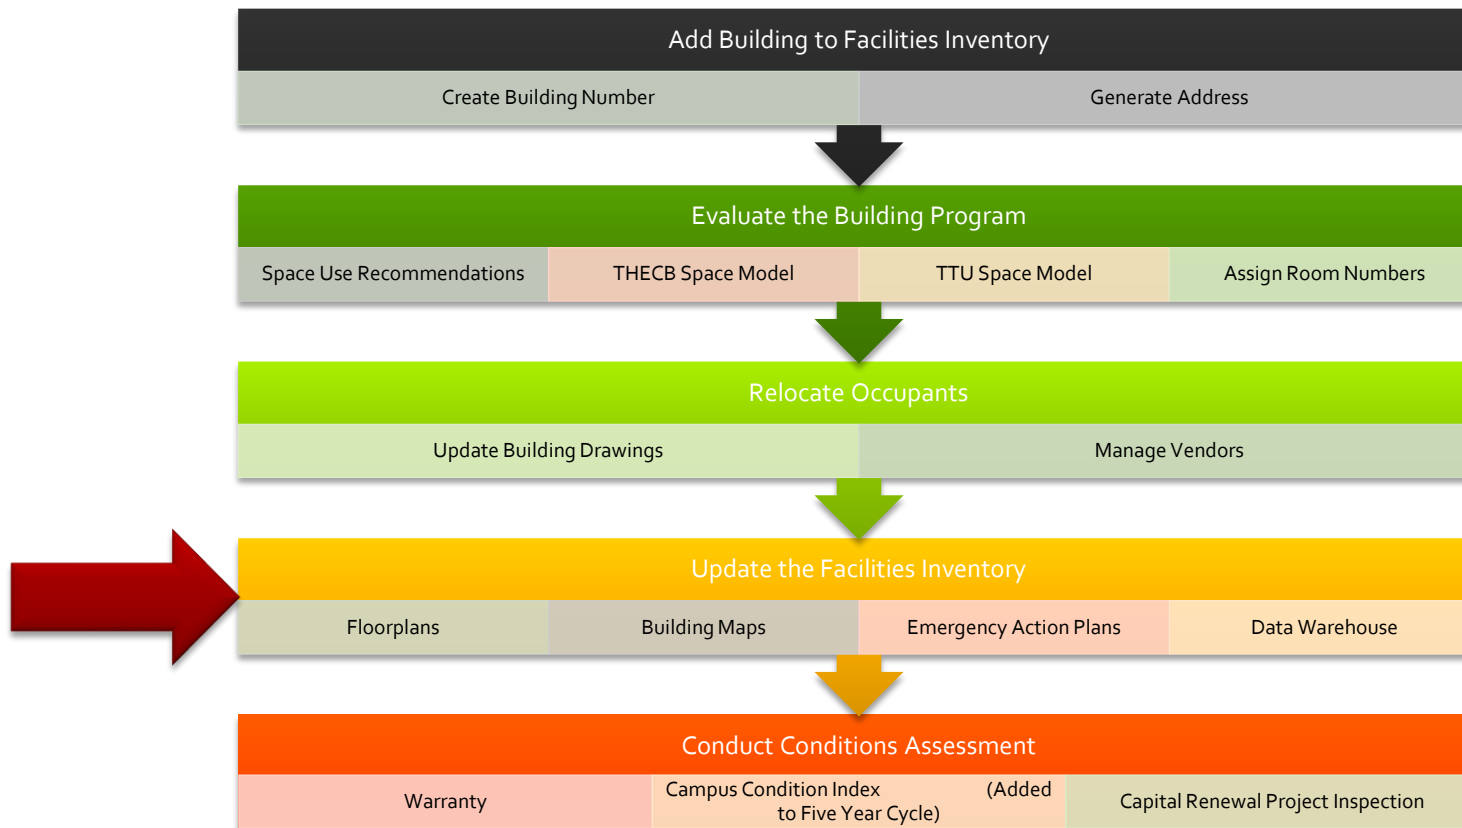 Add Building to Facilities Inventory
Create Building Number
Generate Address
Evaluate the Building Program
Space Use Recommendations
THECB Space Model
TTU Space Model
Assign Room Numbers
Relocate Occupants
Update Building Drawings
Manage Vendors
Update the Facilities Inventory
Floorplans
Building Maps
Emergency Action Plans
Data Warehouse
Conduct Conditions Assessment
Warranty
Campus Condition Index (Added
to Five Year Cycle)
Capital Renewal Project Inspection